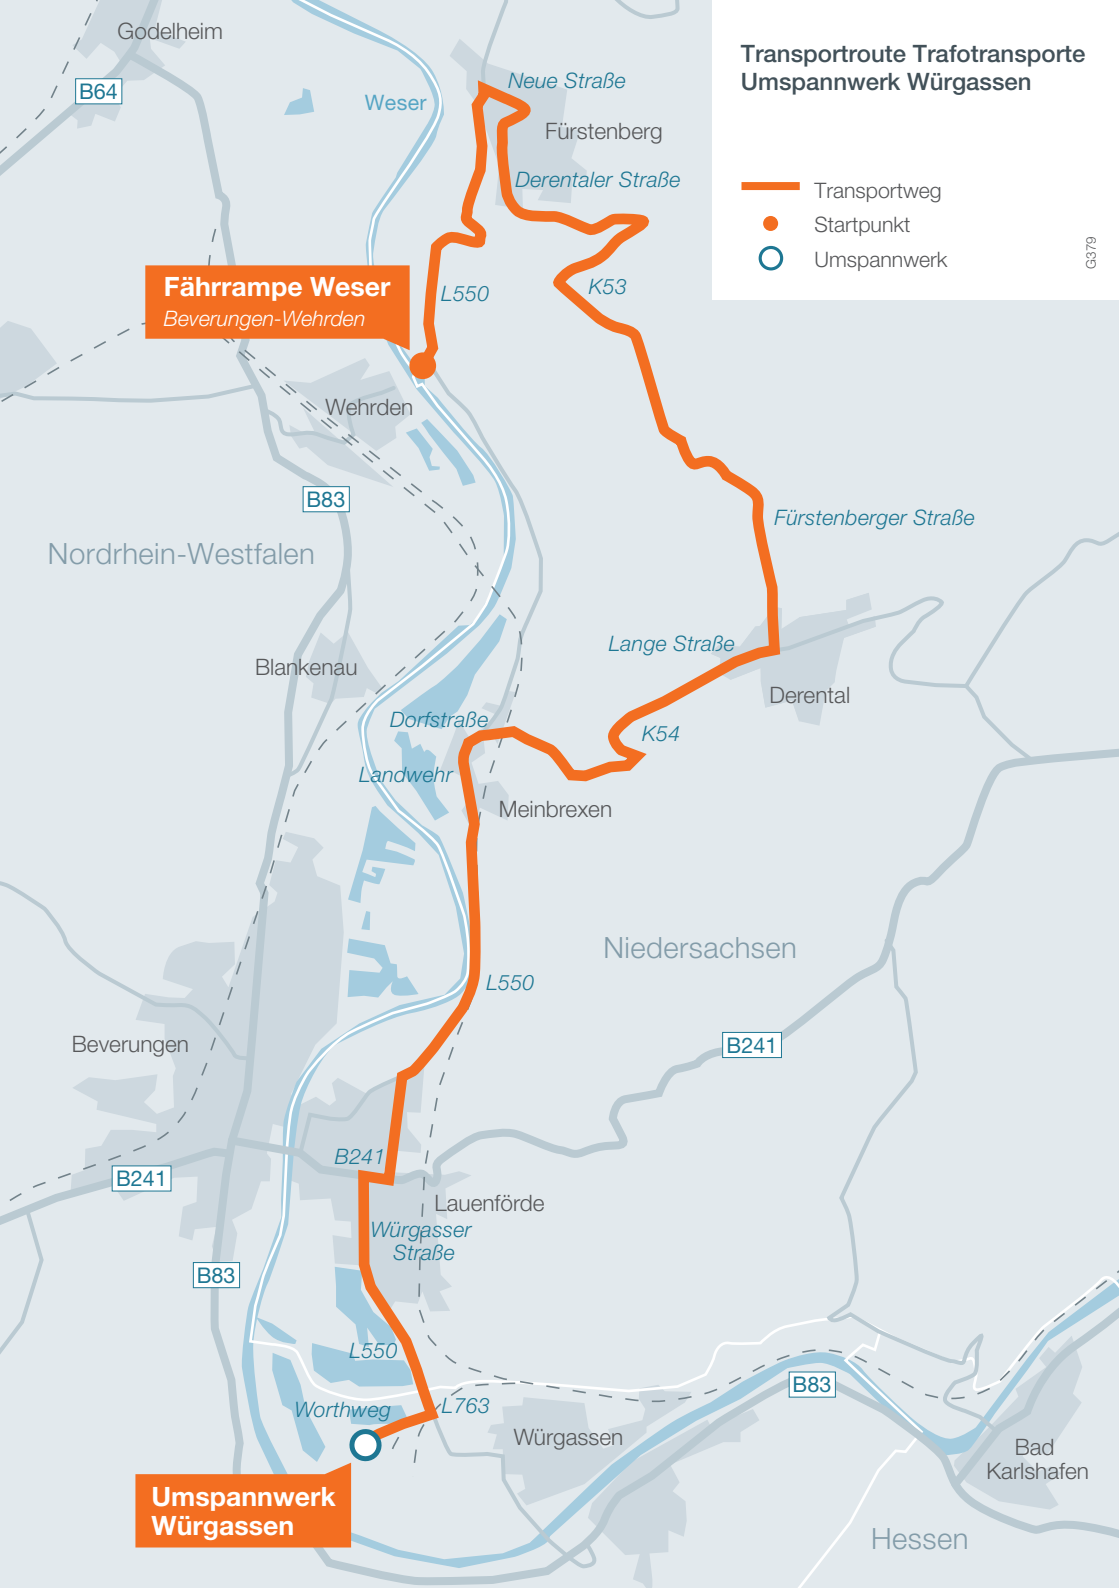 Transportroute Trafotransporte
Umspannwerk Würgassen
Transportweg
Startpunkt
Umspannwerk
G379
Godelheim
B64
Weser
Neue Straße
Fürstenberg
Derentaler Straße
Fährrampe Weser
Beverungen-Wehrden
L550
K53
Wehrden
B83
Fürstenberger Straße
Nordrhein-Westfalen
Lange Straße
Blankenau
Derental
Dorfstraße
K54
Landwehr
Meinbrexen
Niedersachsen
L550
Beverungen
B241
B241
B241
Lauenförde
Würgasser
Straße
B83
L550
B83
Worthweg
L763
Würgassen
Bad
Karlshafen
Umspannwerk
Würgassen
Hessen